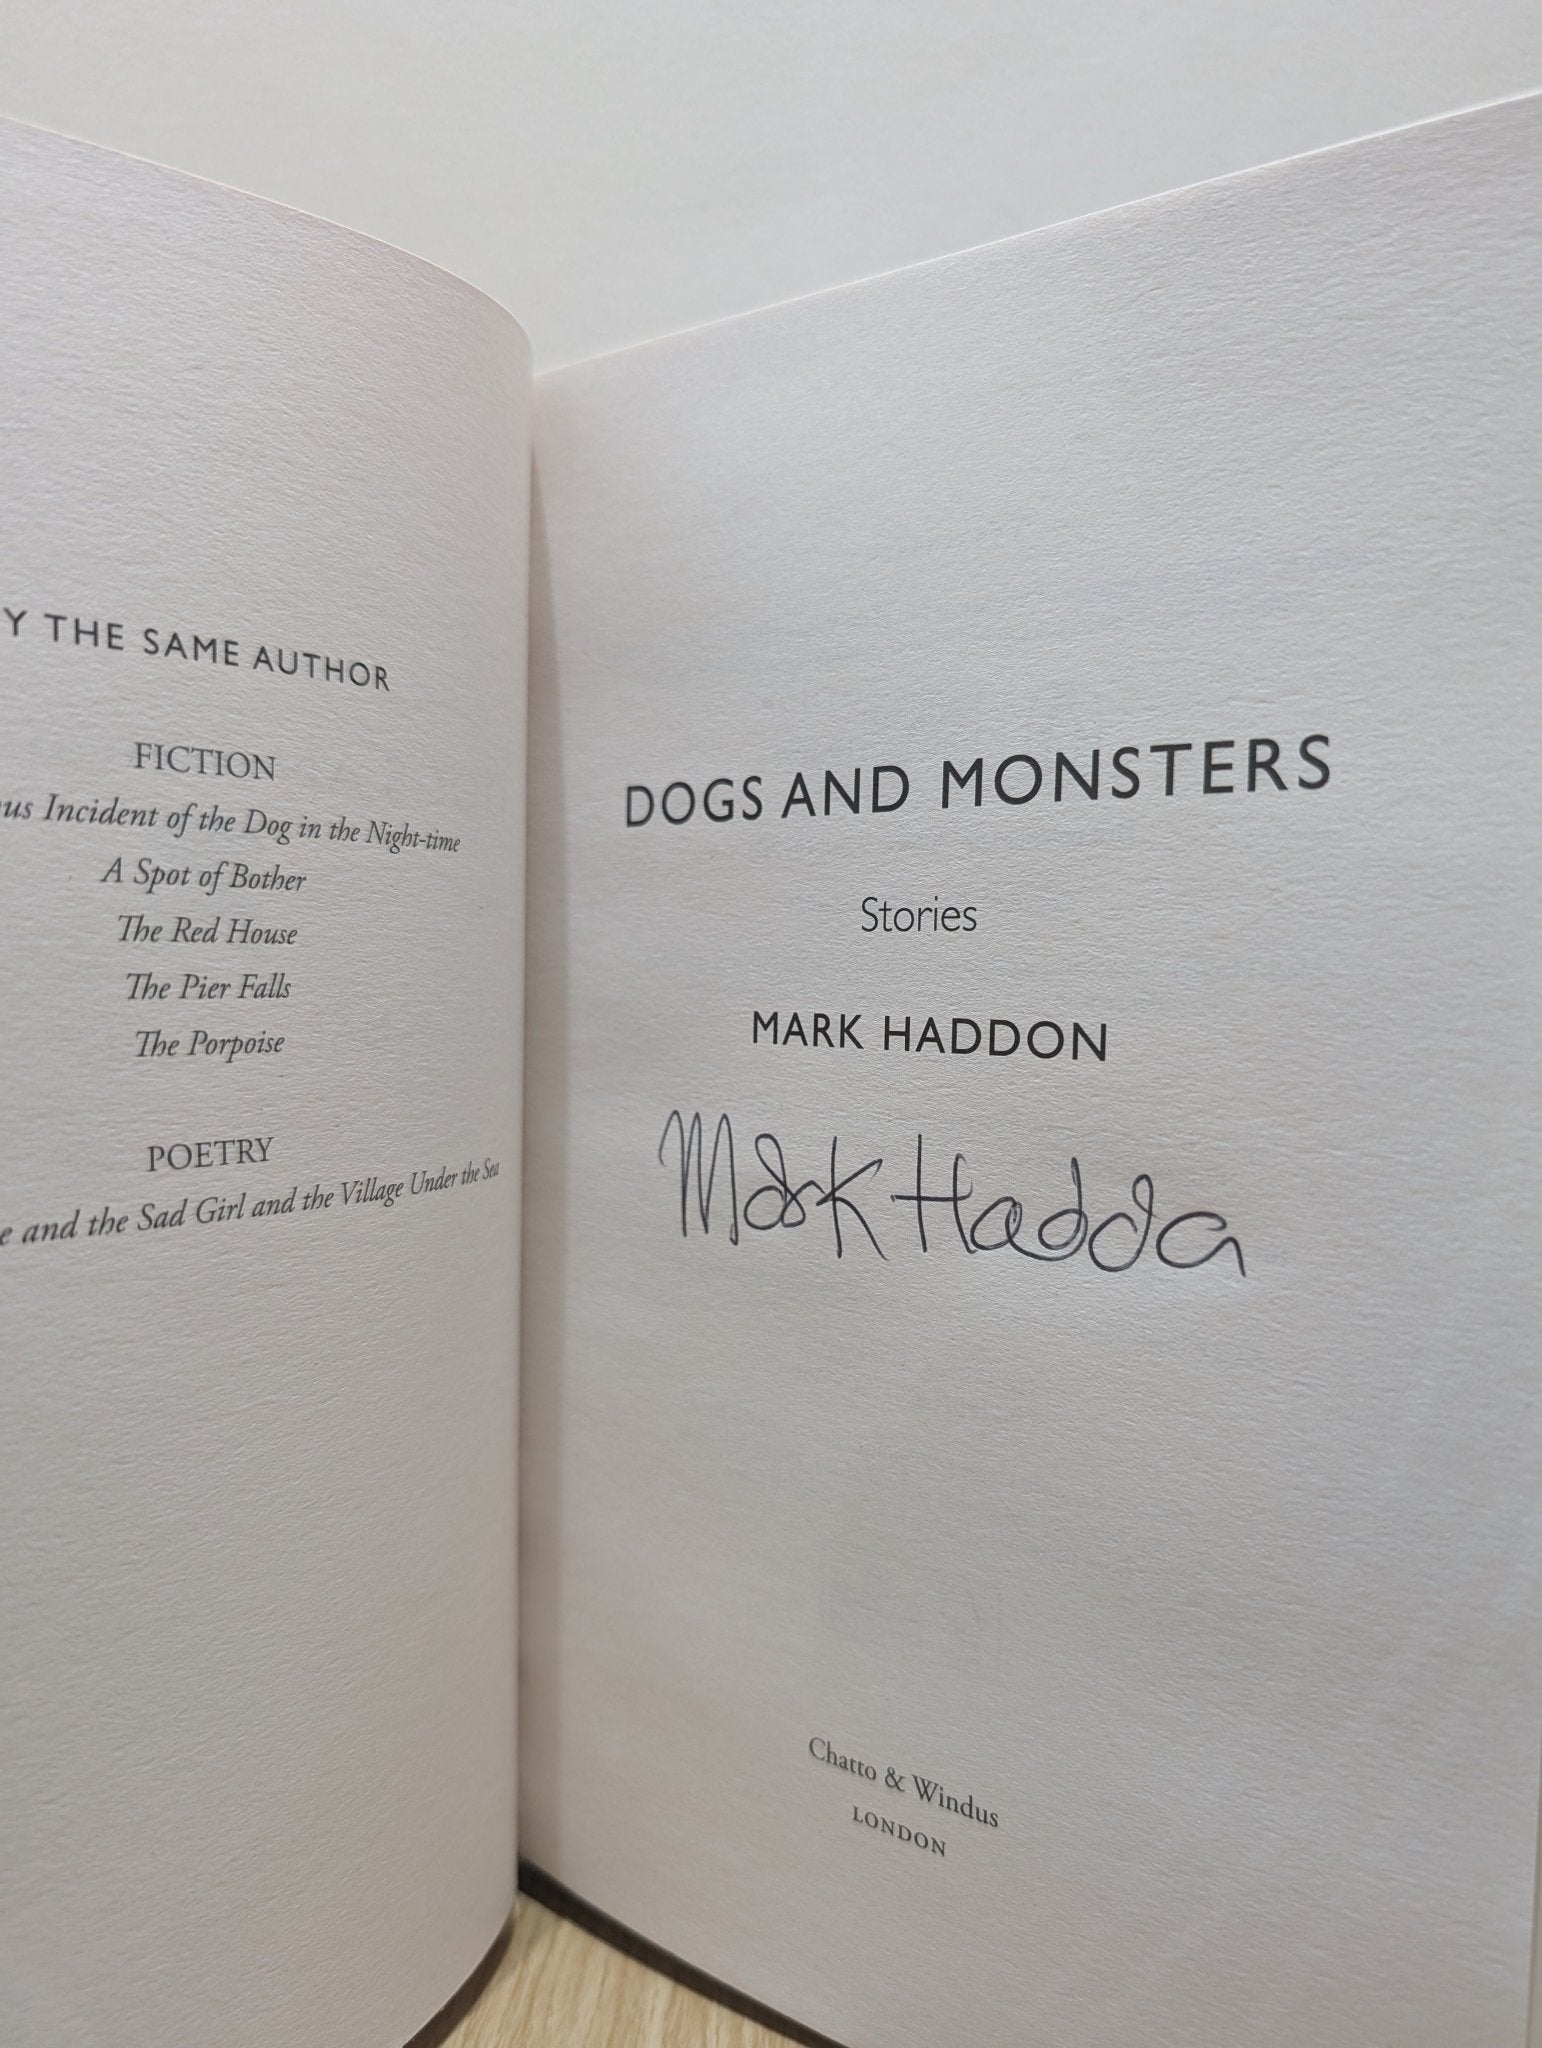 Y THE SAME AUTHOR
FICTION
us Incident of the Dog in the Night-time
A Spot of Bother
The Red House
The Pier Falls
The Porpoise
POETRY
e and the Sad Girl and the Village Under the Sea
DOGS AND MONSTERS
Stories
MARK HADDON
Mark Haddon
Chatto & Windus
LONDON